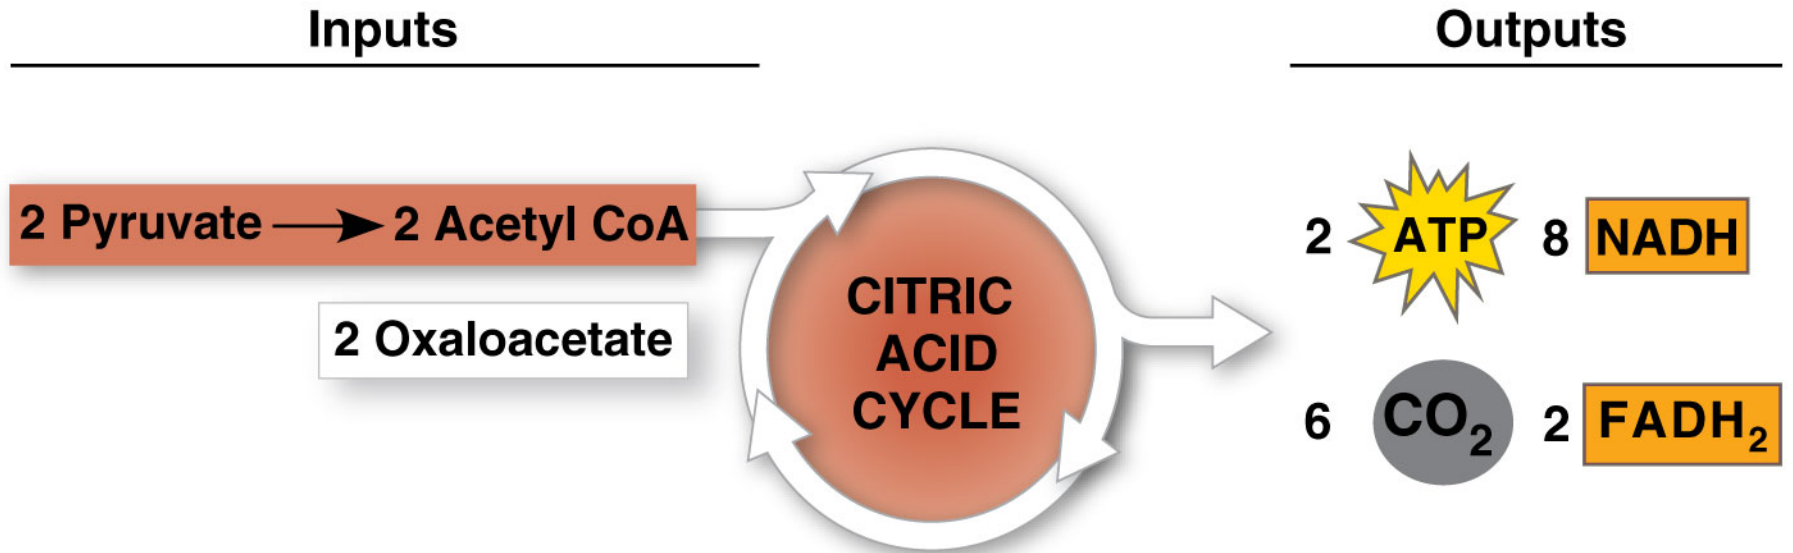 Inputs
Outputs
2 Pyruvate → 2 Acetyl CoA
2 Oxaloacetate
CITRIC
ACID
CYCLE
2 ATP 8 NADH
6 CO₂ 2 FADH₂